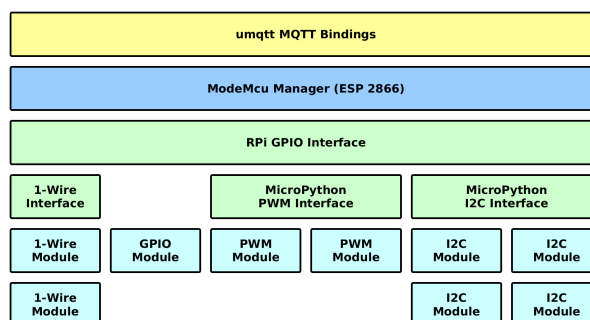 umqtt MQTT Bindings
ModeMcu Manager (ESP 2866)
RPi GPIO Interface
1-Wire
Interface
MicroPython
PWM Interface
MicroPython
I2C Interface
1-Wire
Module
GPIO
Module
PWM
Module
PWM
Module
I2C
Module
I2C
Module
1-Wire
Module
I2C
Module
I2C
Module